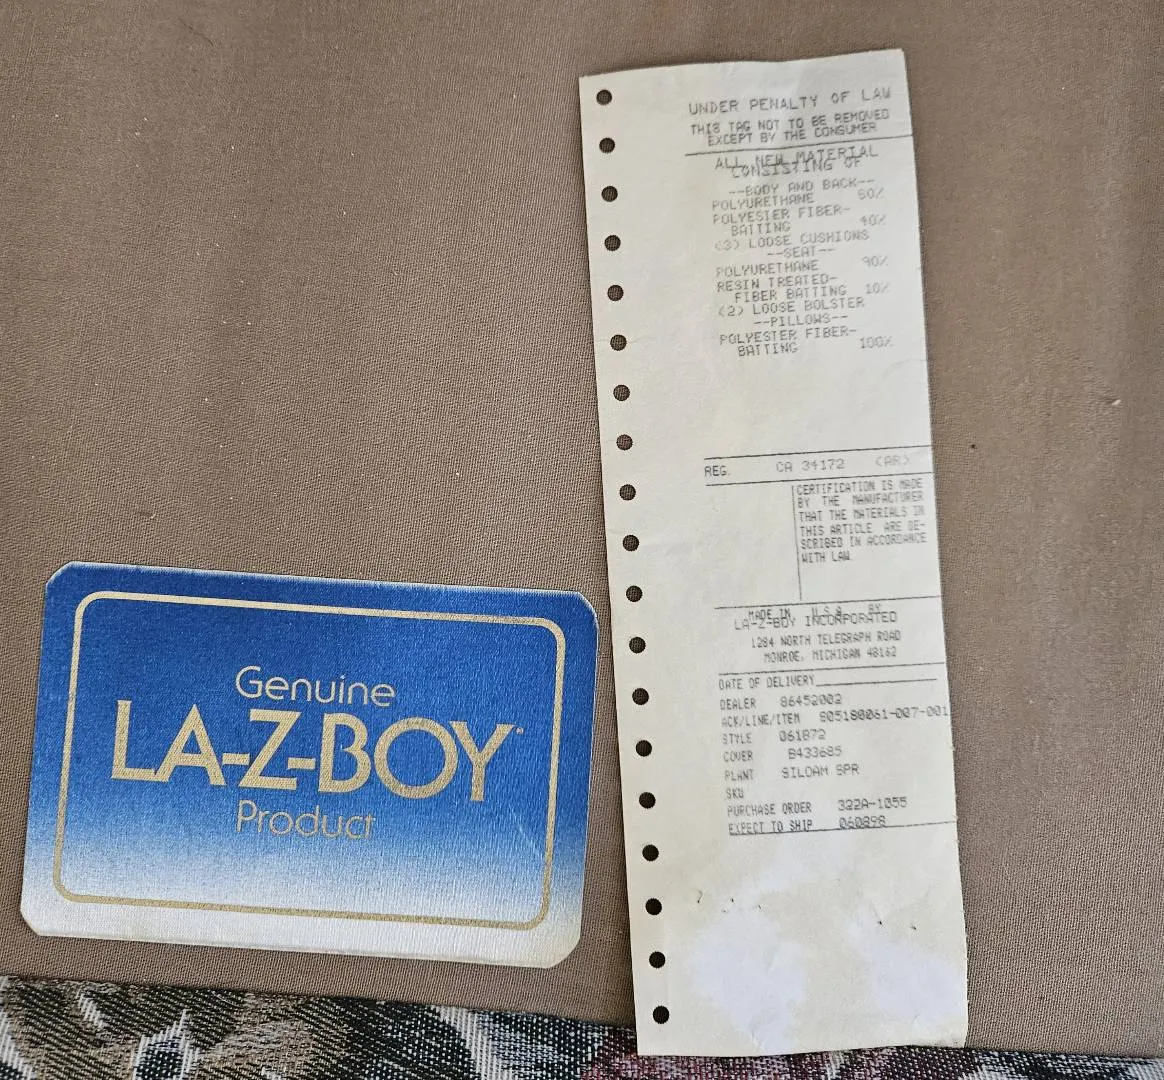 UNDER PENALTY OF LAW
THIS TAG NOT TO BE REMOVED
EXCEPT BY THE CONSUMER
ALL NEW MATERIAL
CONSISTING OF
--BODY AND BACK--
POLYURETHANE 60%
POLYESTER FIBER-
BATTING 40%
(3) LOOSE CUSHIONS
--SEAT--
POLYURETHANE 90%
RESIN TREATED-
FIBER BATTING 10%
(2) LOOSE BOLSTER
--PILLOWS--
POLYESTER FIBER-
BATTING 100%
REG. CA 34172 (AR)
CERTIFICATION IS MADE
BY THE MANUFACTURER
THAT THE MATERIALS IN
THIS ARTICLE ARE DE-
SCRIBED IN ACCORDANCE
WITH LAW
MADE IN U.S.A. BY
LA-Z-BOY INCORPORATED
1284 NORTH TELEGRAPH ROAD
MONROE, MICHIGAN 48162
DATE OF DELIVERY
DEALER 86452002
ACK/LINE/ITEM 805180061-007-001
STYLE 061872
COVER B433685
PLANT SILOAM SPR
SKU
PURCHASE ORDER 322A-1055
EXPECT TO SHIP 060898
Genuine
LA-Z-BOY
Product